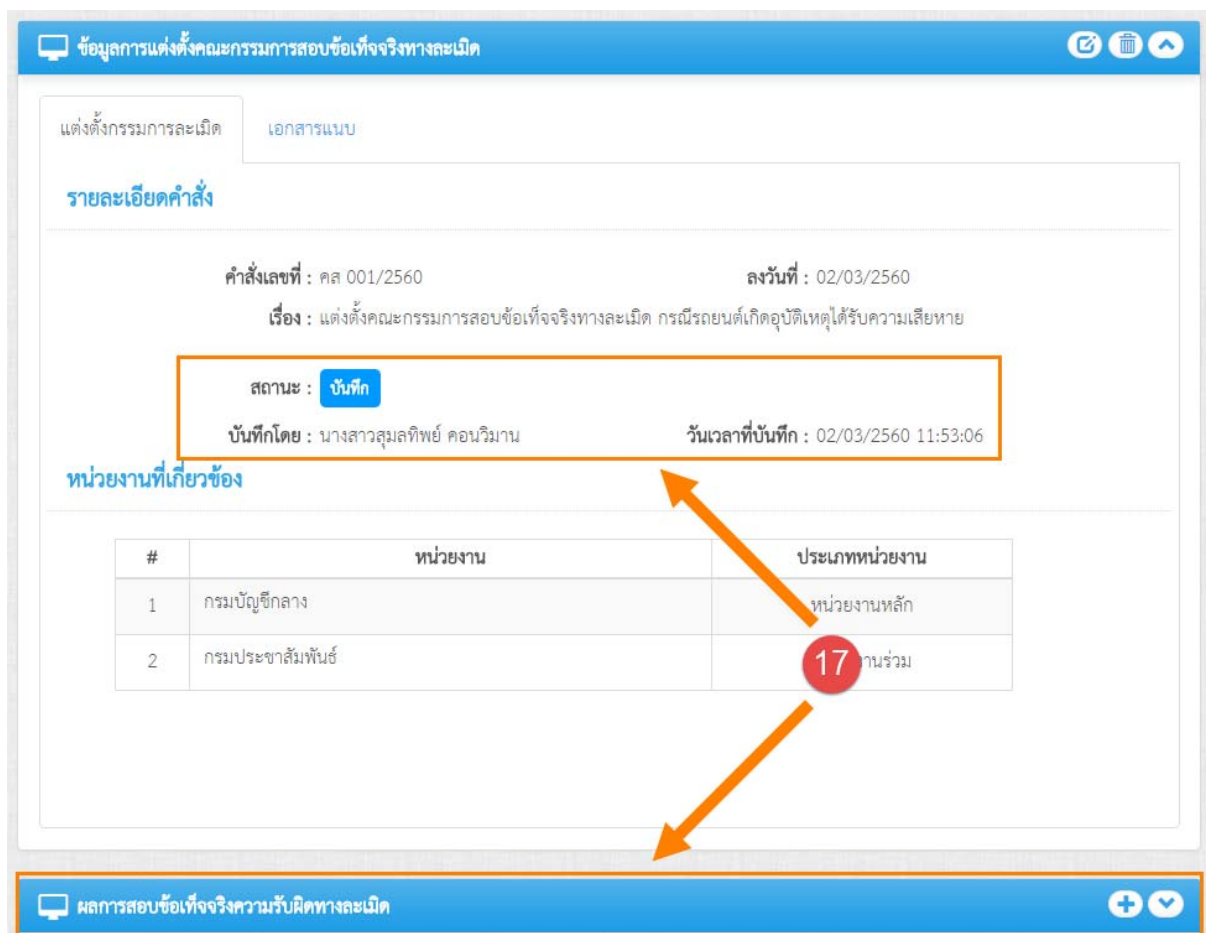 ข้อมูลการแต่งตั้งคณะกรรมการสอบข้อเท็จจริงทางละเมิด
แต่งตั้งกรรมการละเมิด เอกสารแนบ
รายละเอียดคำสั่ง
คำสั่งเลขที่ : คส 001/2560 ลงวันที่ : 02/03/2560
เรื่อง : แต่งตั้งคณะกรรมการสอบข้อเท็จจริงทางละเมิด กรณีรถยนต์เกิดอุบัติเหตุได้รับความเสียหาย
สถานะ : บันทึก
บันทึกโดย : นางสาวสุมลทิพย์ คอนวิมาน วันเวลาที่บันทึก : 02/03/2560 11:53:06
หน่วยงานที่เกี่ยวข้อง
# หน่วยงาน ประเภทหน่วยงาน
1 กรมบัญชีกลาง หน่วยงานหลัก
2 กรมประชาสัมพันธ์ 17 งานร่วม
ผลการสอบข้อเท็จจริงความรับผิดทางละเมิด